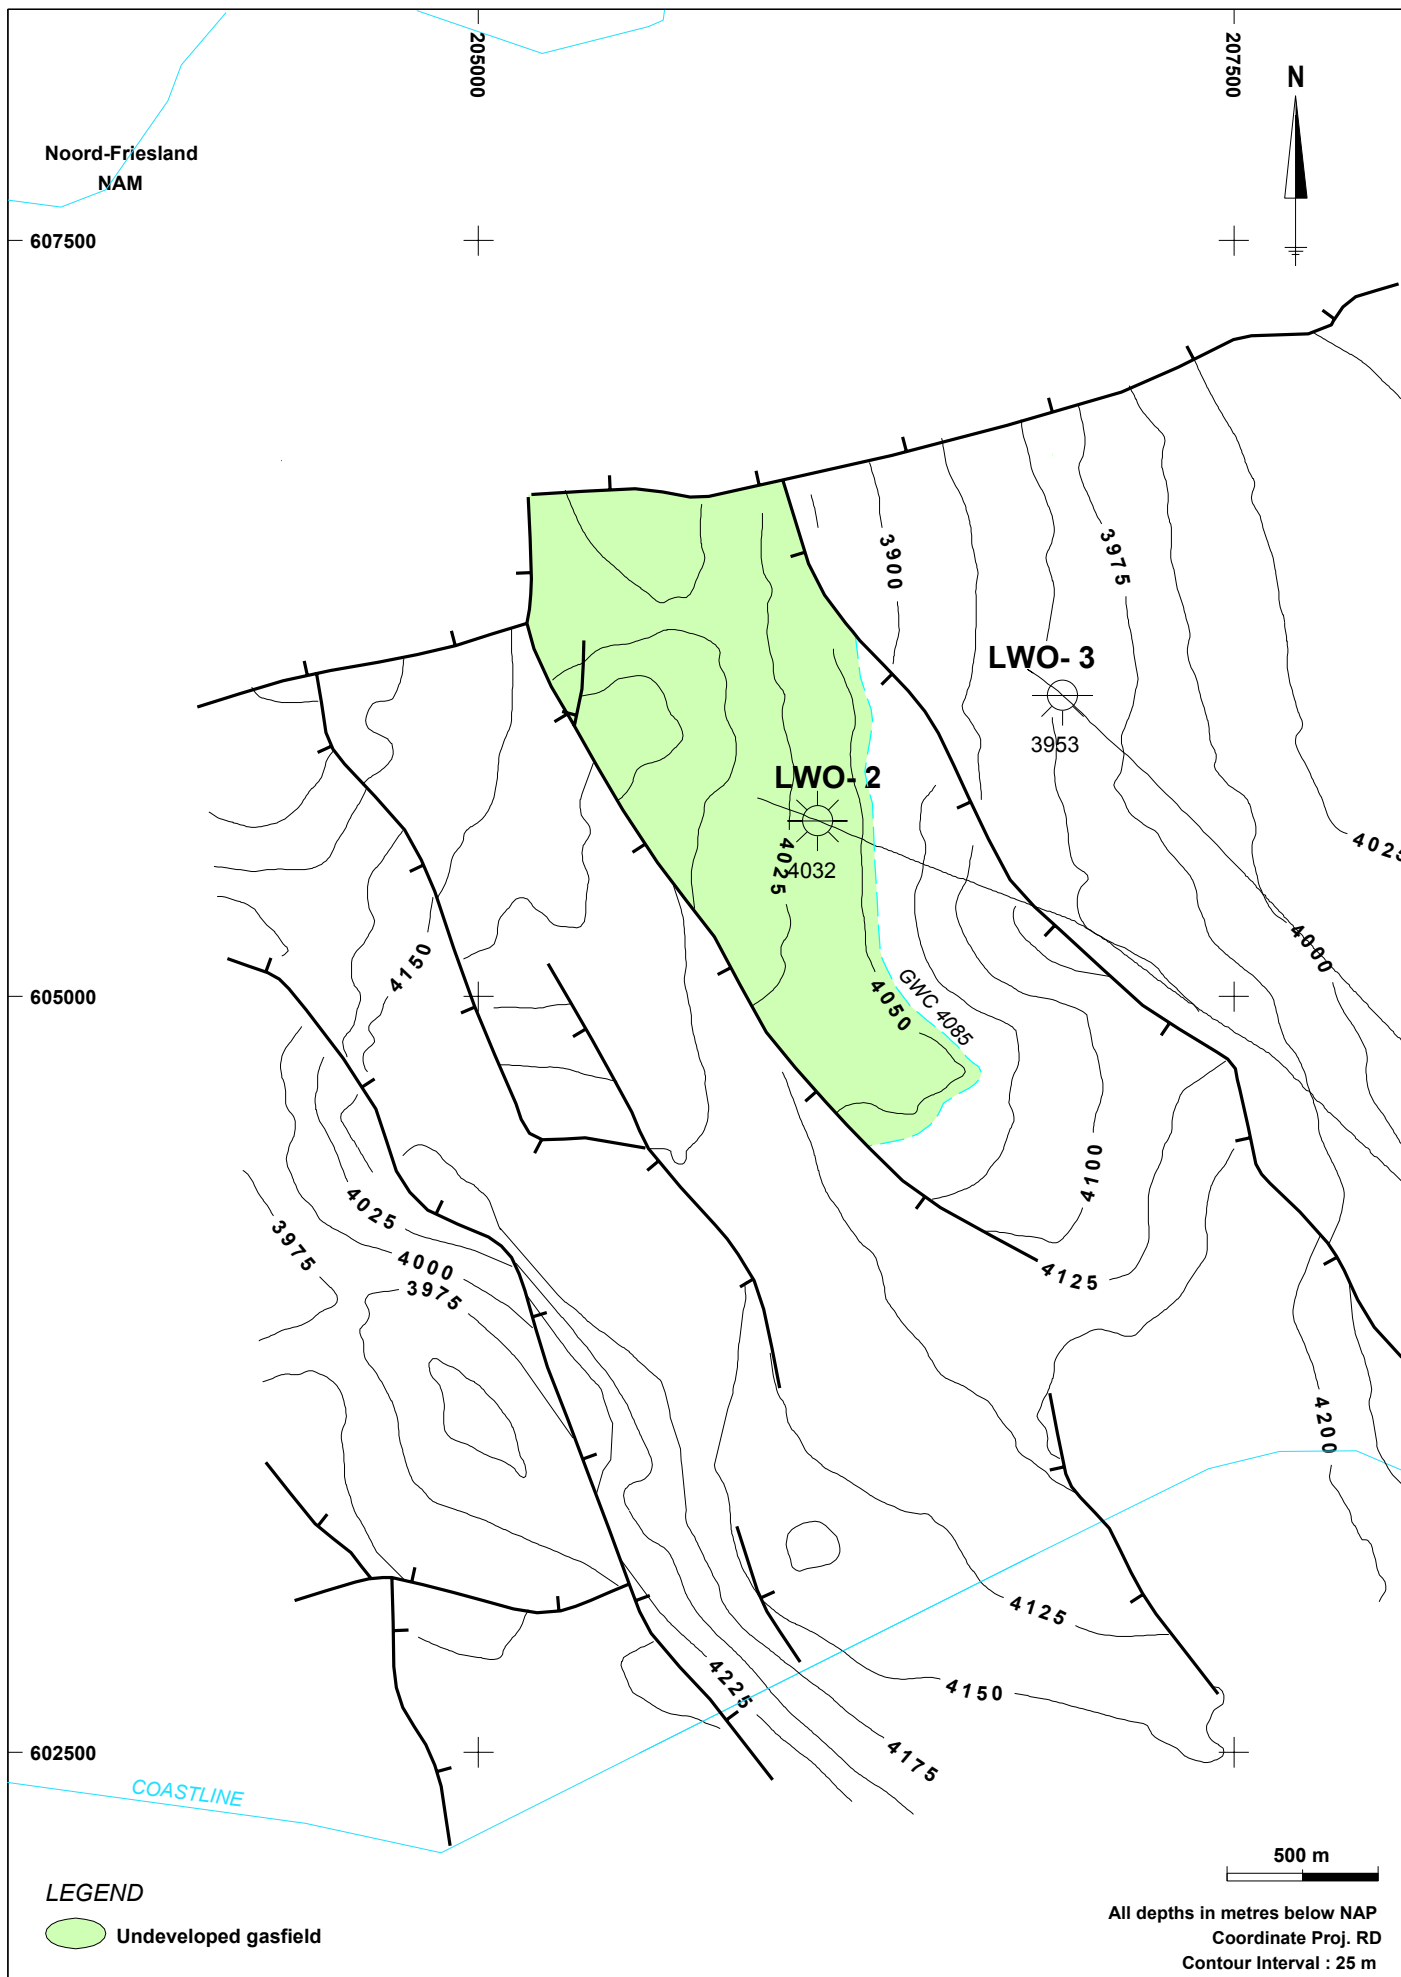 205000
207500
N
Noord-Friesland
NAM
607500
3900
3975
LWO- 3
3953
LWO- 2
4025
4032
4025
4000
4150
605000
GWC 4085
4050
4100
4025
3975
4000
3975
4125
4200
4125
4225
4150
4175
602500
COASTLINE
500 m
LEGEND
Undeveloped gasfield
All depths in metres below NAP
Coordinate Proj. RD
Contour Interval : 25 m